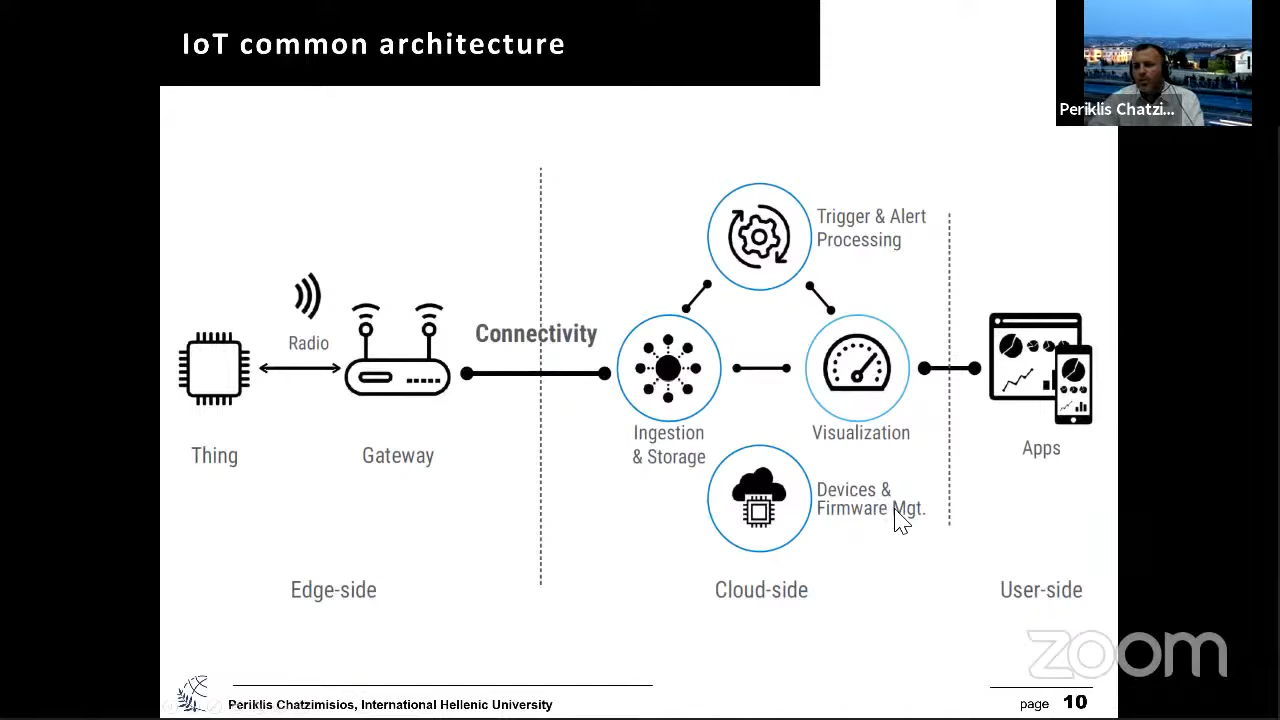 IoT common architecture
Periklis Chatzi...
Trigger & Alert
Processing
Radio
Connectivity
Ingestion
& Storage
Visualization
Thing
Gateway
Apps
Devices &
Firmware Mgt.
Edge-side
Cloud-side
User-side
zoom
Periklis Chatzimisios, International Hellenic University
page 10